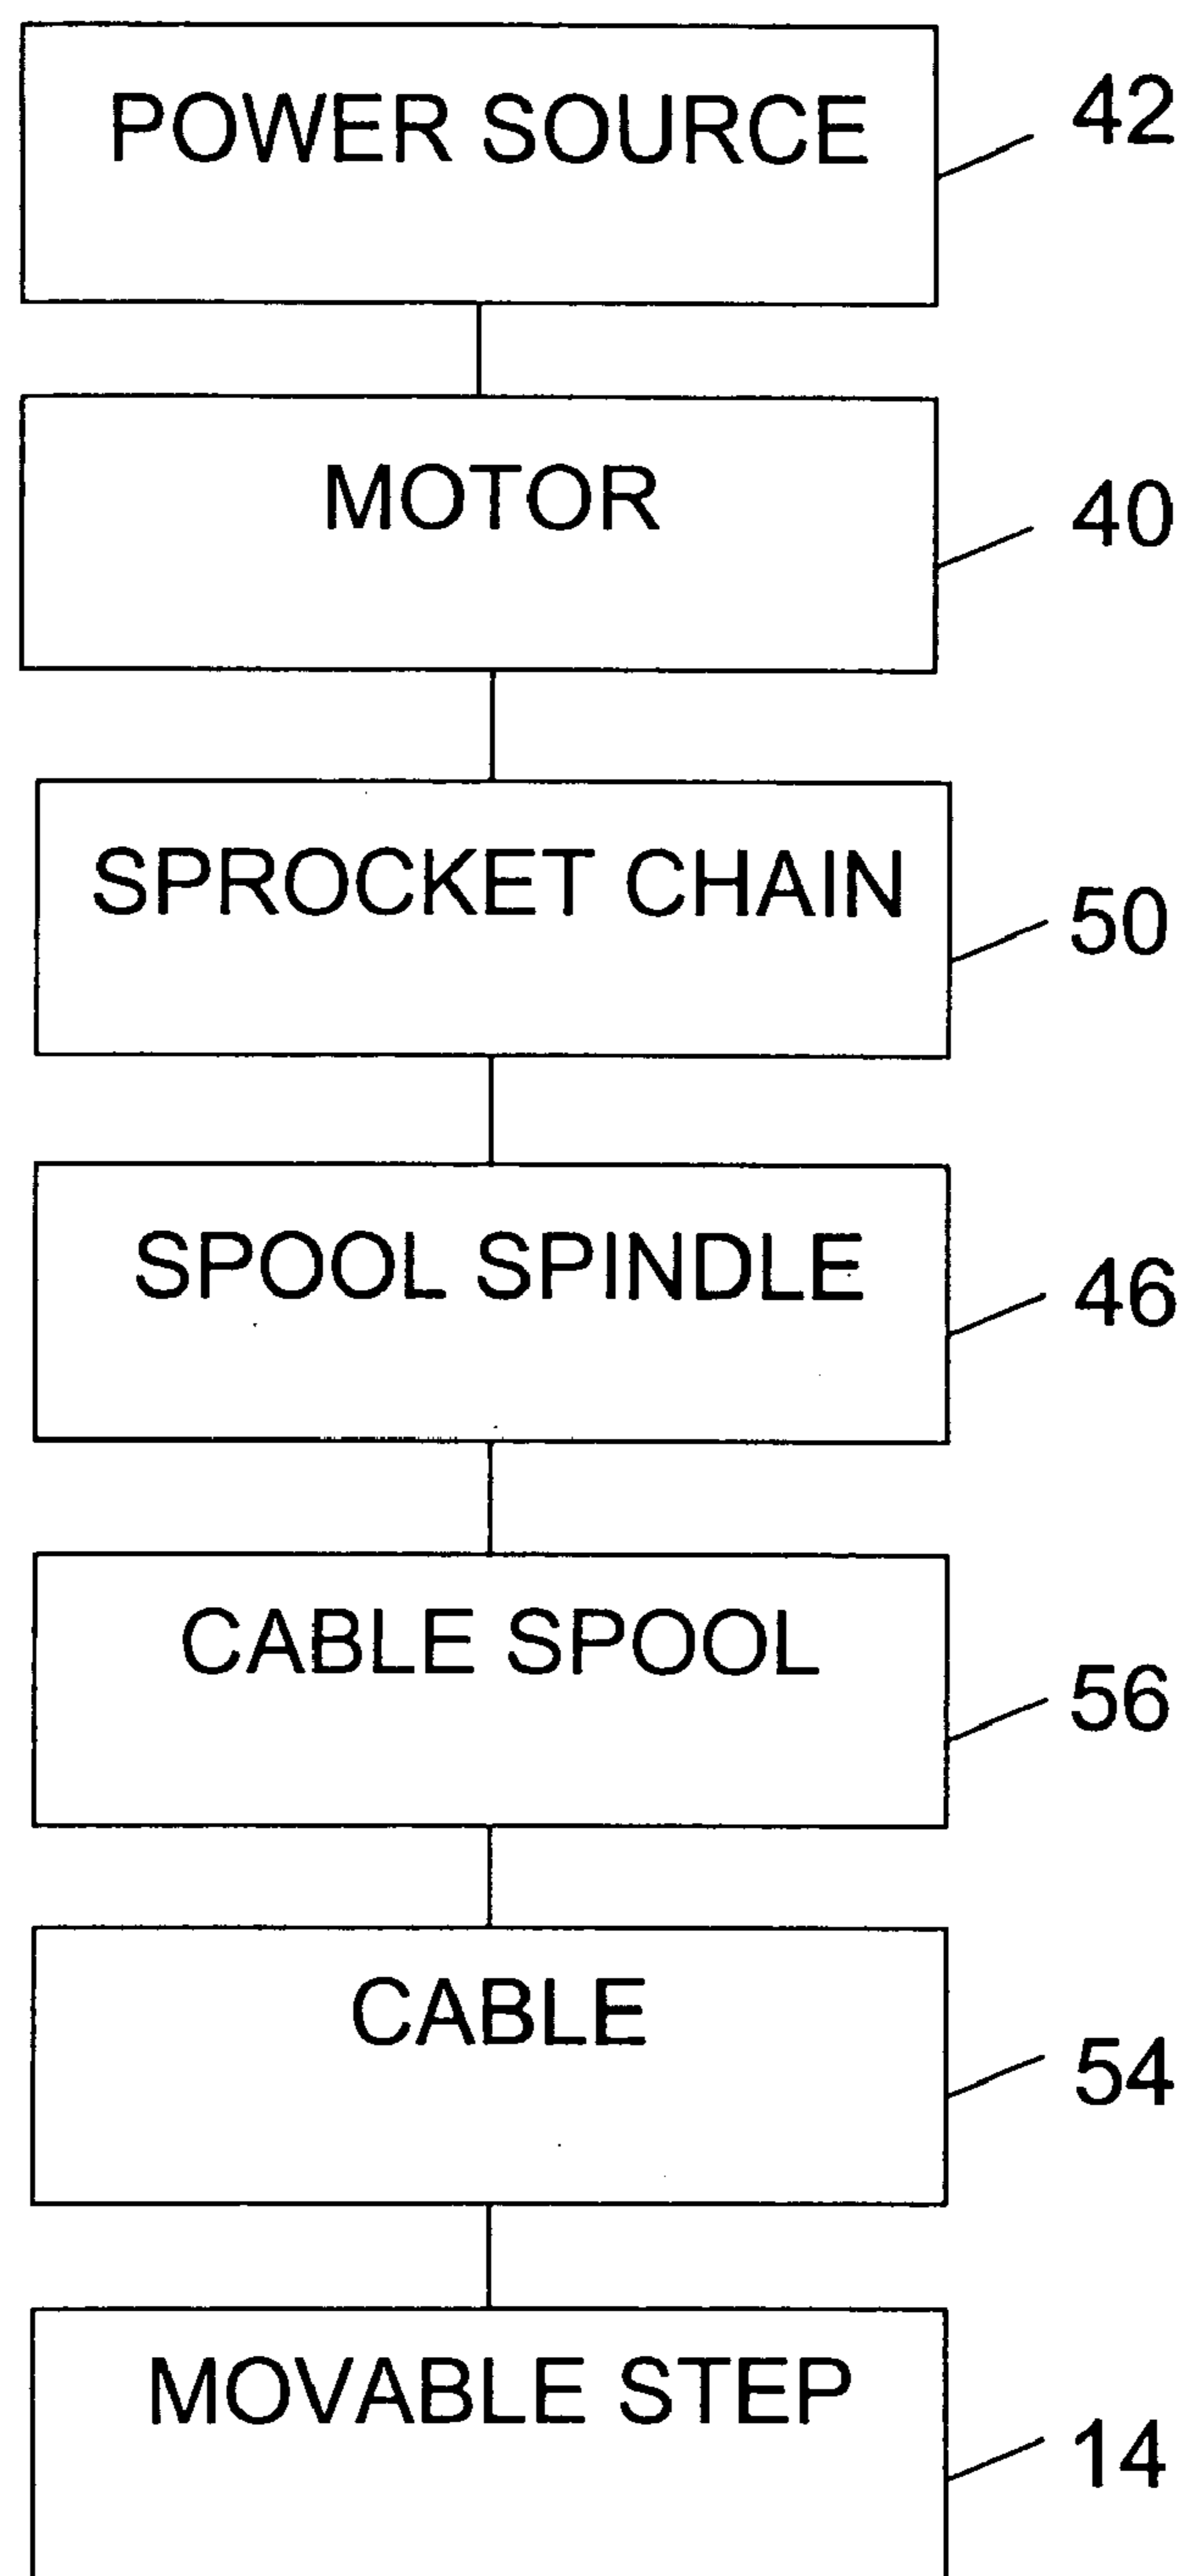 POWER SOURCE
42
MOTOR
40
SPROCKET CHAIN
50
SPOOL SPINDLE
46
CABLE SPOOL
56
CABLE
54
MOVABLE STEP
14